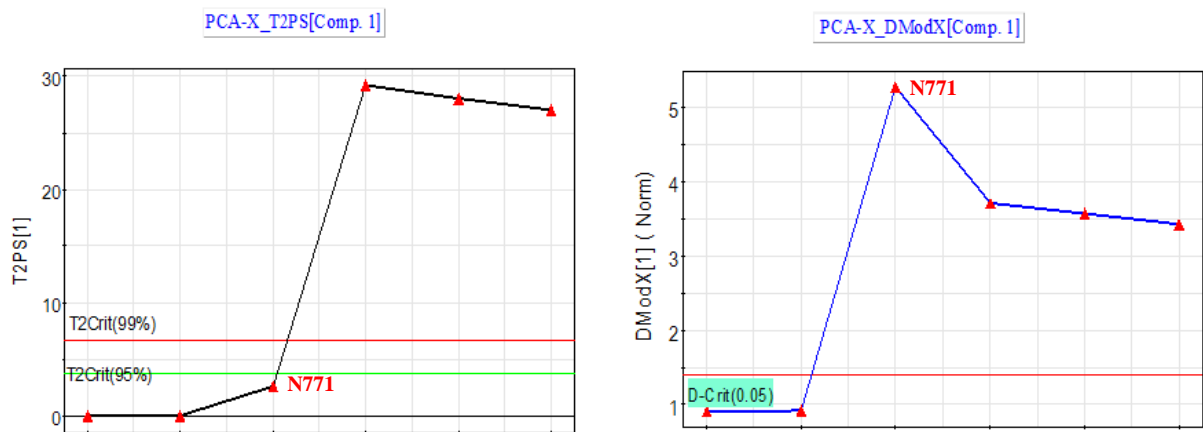 PCA-X_T2PS[Comp. 1]
30
20
10
0
T2PS[1]
T2Crit(99%)
T2Crit(95%)
N771
PCA-X_DModX[Comp. 1]
5
4
3
2
1
DModX[1] ( Norm)
N771
D-Crit(0.05)